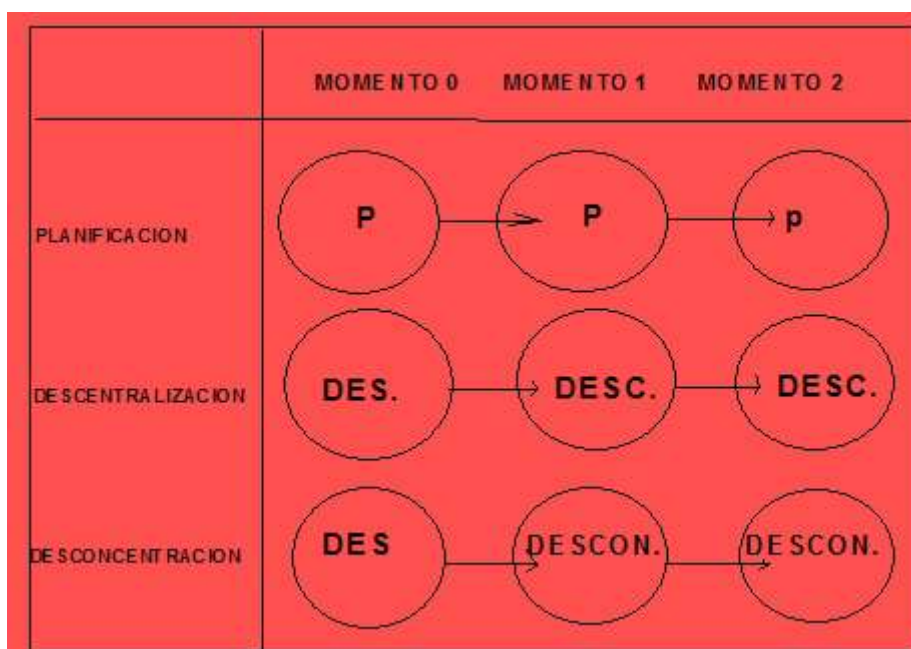 MOMENTO 0 MOMENTO 1 MOMENTO 2
PLANIFICACION P P p
DESCENTRALIZACION DES. DESC. DESC.
DESCONCENTRACION DES DESCON. DESCON.